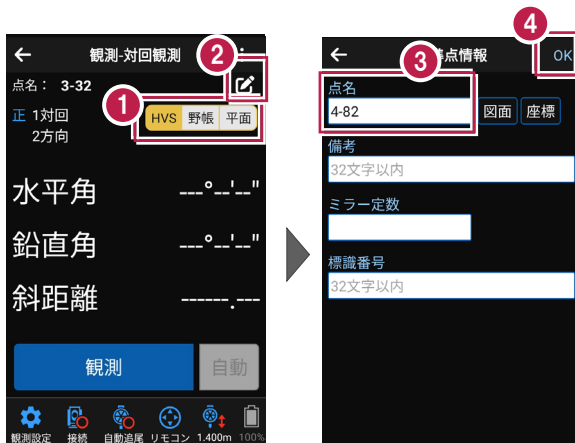 観測-対回観測
点名： 3-32
正 1対回
2方向
HVS 野帳 平面
水平角 ---°--'--"
鉛直角 ---°--'--"
斜距離 ------.---
観測 自動
観測設定 接続 自動追尾 リモコン 1.400m 100%
1
2
点情報
OK
点名
4-82
図面 座標
備考
32文字以内
ミラー定数
標識番号
32文字以内
3
4